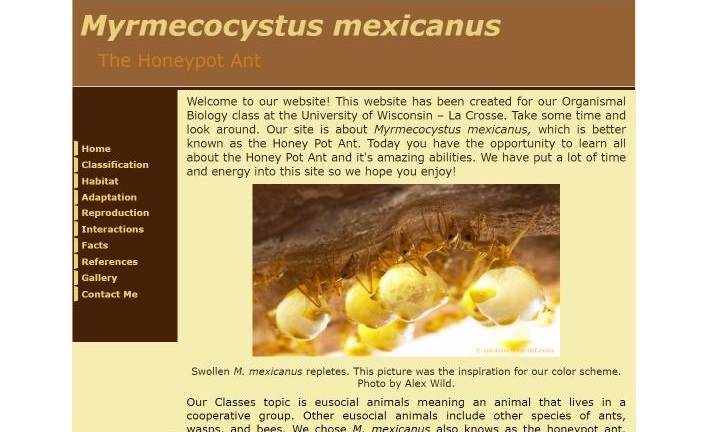 Myrmecocystus mexicanus
The Honeypot Ant
Home
Classification
Habitat
Adaptation
Reproduction
Interactions
Facts
References
Gallery
Contact Me
Welcome to our website! This website has been created for our Organismal
Biology class at the University of Wisconsin – La Crosse. Take some time and
look around. Our site is about Myrmecocystus mexicanus, which is better
known as the Honey Pot Ant. Today you have the opportunity to learn all
about the Honey Pot Ant and it's amazing abilities. We have put a lot of time
and energy into this site so we hope you enjoy!
Swollen M. mexicanus repletes. This picture was the inspiration for our color scheme.
Photo by Alex Wild.
Our Classes topic is eusocial animals meaning an animal that lives in a
cooperative group. Other eusocial animals include other species of ants,
wasps, and bees. We chose M. mexicanus also knows as the honeypot ant,